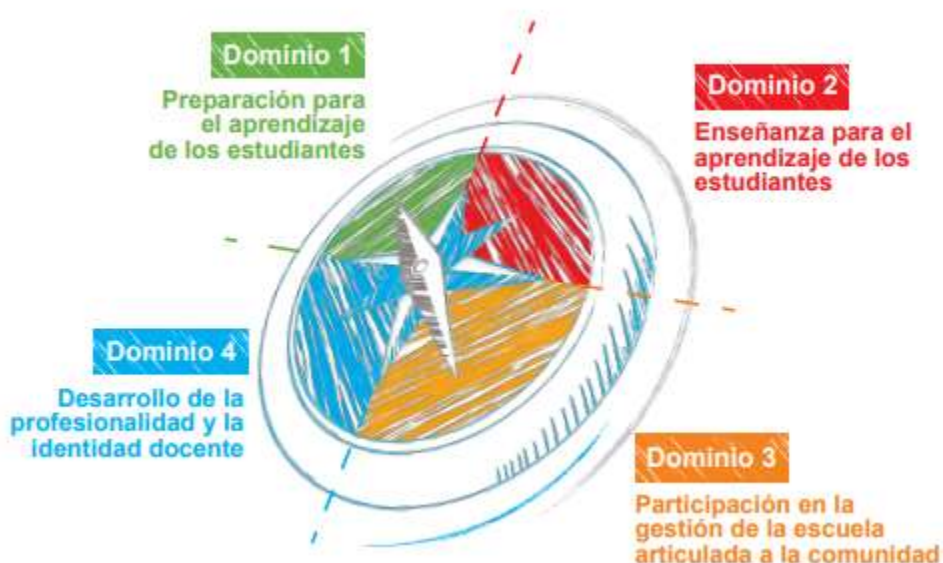 Dominio 1
Preparación para
el aprendizaje
de los estudiantes
Dominio 2
Enseñanza para el
aprendizaje de los
estudiantes
Dominio 4
Desarrollo de la
profesionalidad y la
identidad docente
Dominio 3
Participación en la
gestión de la escuela
articulada a la comunidad